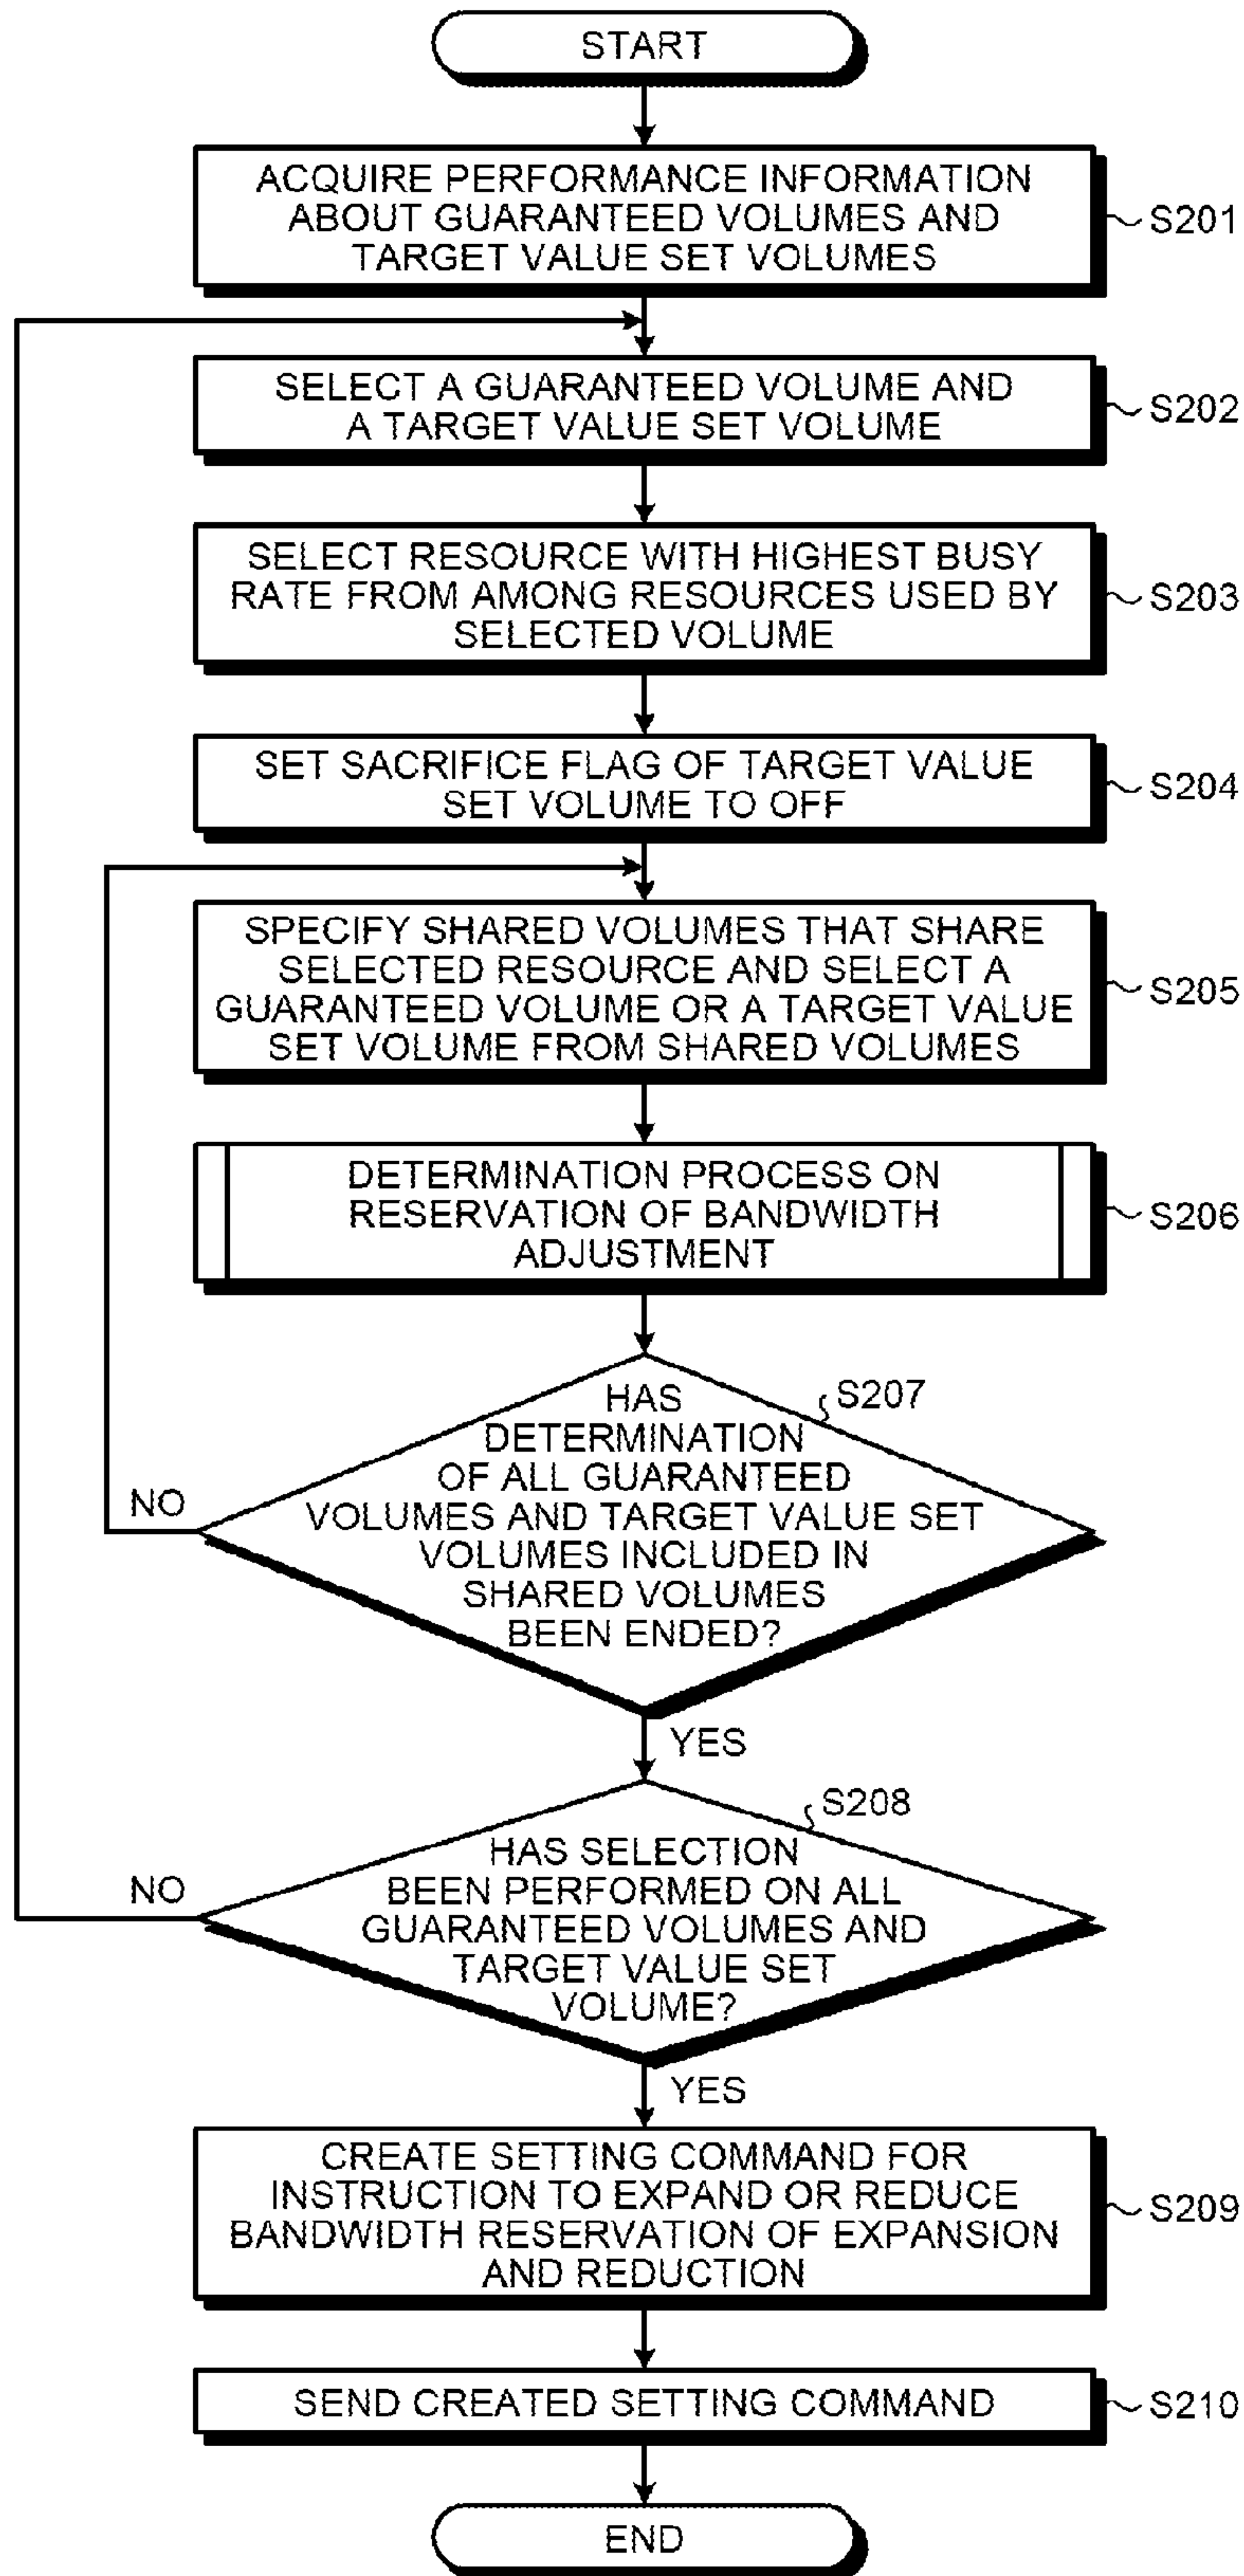 START
ACQUIRE PERFORMANCE INFORMATION
ABOUT GUARANTEED VOLUMES AND
TARGET VALUE SET VOLUMES
S201
SELECT A GUARANTEED VOLUME AND
A TARGET VALUE SET VOLUME
S202
SELECT RESOURCE WITH HIGHEST BUSY
RATE FROM AMONG RESOURCES USED BY
SELECTED VOLUME
S203
SET SACRIFICE FLAG OF TARGET VALUE
SET VOLUME TO OFF
S204
SPECIFY SHARED VOLUMES THAT SHARE
SELECTED RESOURCE AND SELECT A
GUARANTEED VOLUME OR A TARGET VALUE
SET VOLUME FROM SHARED VOLUMES
S205
DETERMINATION PROCESS ON
RESERVATION OF BANDWIDTH
ADJUSTMENT
S206
S207
HAS
DETERMINATION
OF ALL GUARANTEED
VOLUMES AND TARGET VALUE SET
VOLUMES INCLUDED IN
SHARED VOLUMES
BEEN ENDED?
NO
YES
S208
HAS SELECTION
BEEN PERFORMED ON ALL
GUARANTEED VOLUMES AND
TARGET VALUE SET
VOLUME?
NO
YES
CREATE SETTING COMMAND FOR
INSTRUCTION TO EXPAND OR REDUCE
BANDWIDTH RESERVATION OF EXPANSION
AND REDUCTION
S209
SEND CREATED SETTING COMMAND
S210
END